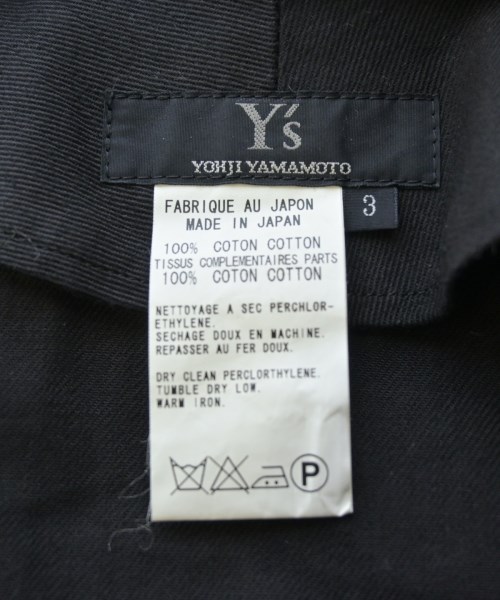 Y's
YOHJI YAMAMOTO
3
FABRIQUE AU JAPON
MADE IN JAPAN
100% COTON COTTON
TISSUS COMPLEMENTAIRES PARTS
100% COTON COTTON
NETTOYAGE A SEC PERCHLOR-
ETHYLENE.
SECHAGE DOUX EN MACHINE.
REPASSER AU FER DOUX.
DRY CLEAN PERCLORTHYLENE.
TUMBLE DRY LOW.
WARM IRON.
P